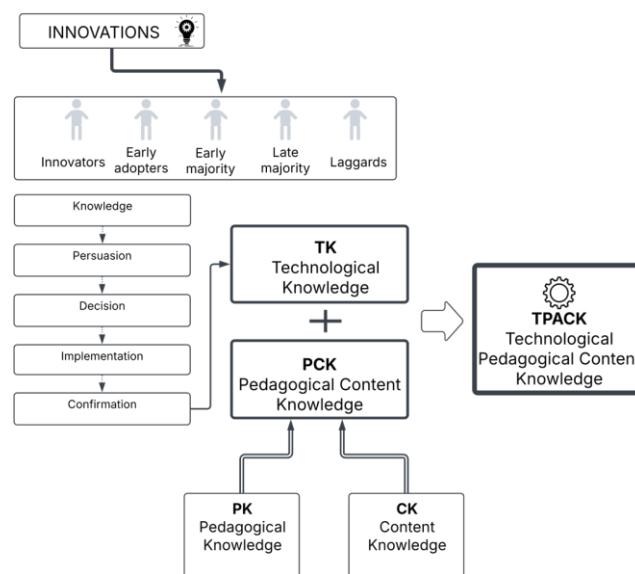 INNOVATIONS
Innovators
Early
adopters
Early
majority
Late
majority
Laggards
Knowledge
Persuasion
Decision
Implementation
Confirmation
TK
Technological
Knowledge
PCK
Pedagogical Content
Knowledge
TPACK
Technological
Pedagogical Content
Knowledge
PK
Pedagogical
Knowledge
CK
Content
Knowledge